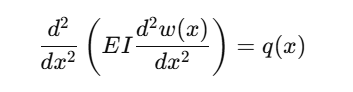 d²/dx² ( EI d²w(x)/dx² ) = q(x)